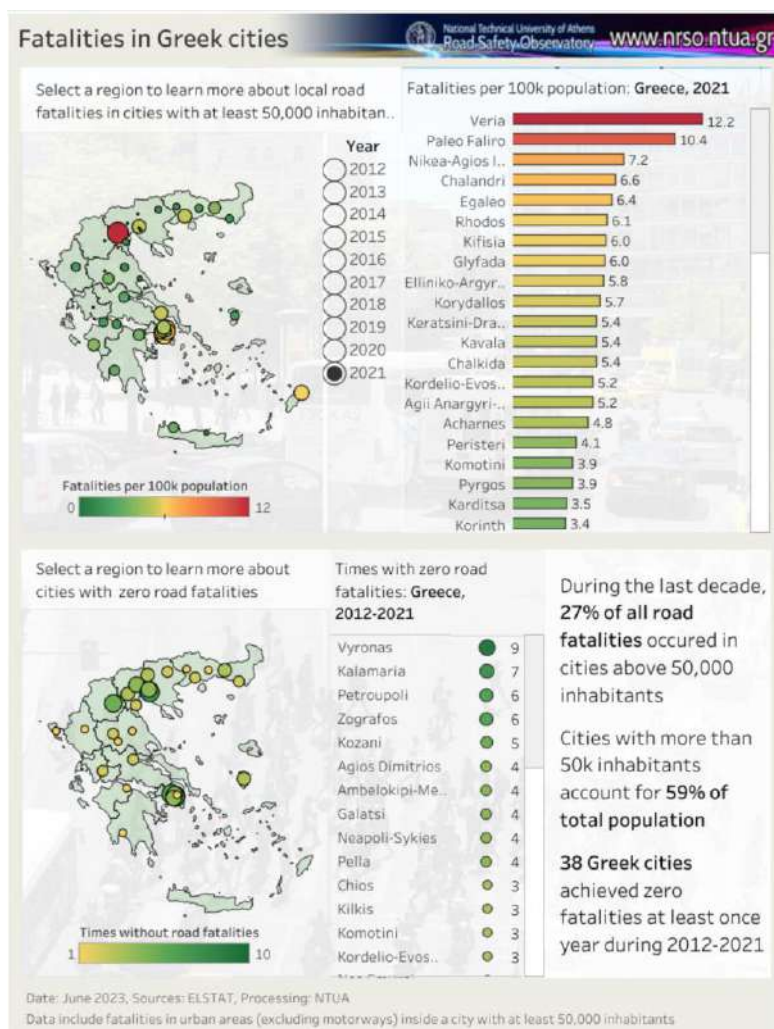 Fatalities in Greek cities
National Technical University of Athens
Road Safety Observatory
www.nrso.ntua.gr
Select a region to learn more about local road
fatalities in cities with at least 50,000 inhabitan..
Year
2012
2013
2014
2015
2016
2017
2018
2019
2020
2021
Fatalities per 100k population
0
12
Fatalities per 100k population: Greece, 2021
Veria 12.2
Paleo Faliro 10.4
Nikea-Agios I.. 7.2
Chalandri 6.6
Egaleo 6.4
Rhodos 6.1
Kifisia 6.0
Glyfada 6.0
Elliniko-Argyr.. 5.8
Korydallos 5.7
Keratsini-Dra.. 5.4
Kavala 5.4
Chalkida 5.4
Kordelio-Evos.. 5.2
Agii Anargyri-.. 5.2
Acharnes 4.8
Peristeri 4.1
Komotini 3.9
Pyrgos 3.9
Karditsa 3.5
Korinth 3.4
Select a region to learn more about
cities with zero road fatalities
Times without road fatalities
1
10
Times with zero road
fatalities: Greece,
2012-2021
Vyronas 9
Kalamaria 7
Petroupoli 6
Zografos 6
Kozani 5
Agios Dimitrios 4
Ambelokipi-Me.. 4
Galatsi 4
Neapoli-Sykies 4
Pella 4
Chios 3
Kilkis 3
Komotini 3
Kordelio-Evos.. 3
During the last decade,
27% of all road
fatalities occured in
cities above 50,000
inhabitants
Cities with more than
50k inhabitants
account for 59% of
total population
38 Greek cities
achieved zero
fatalities at least once
year during 2012-2021
Date: June 2023, Sources: ELSTAT, Processing: NTUA
Data include fatalities in urban areas (excluding motorways) inside a city with at least 50,000 inhabitants